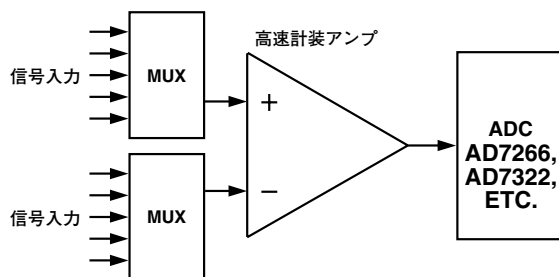 高速計装アンプ
信号入力
MUX
+
−
信号入力
MUX
ADC
AD7266,
AD7322,
ETC.